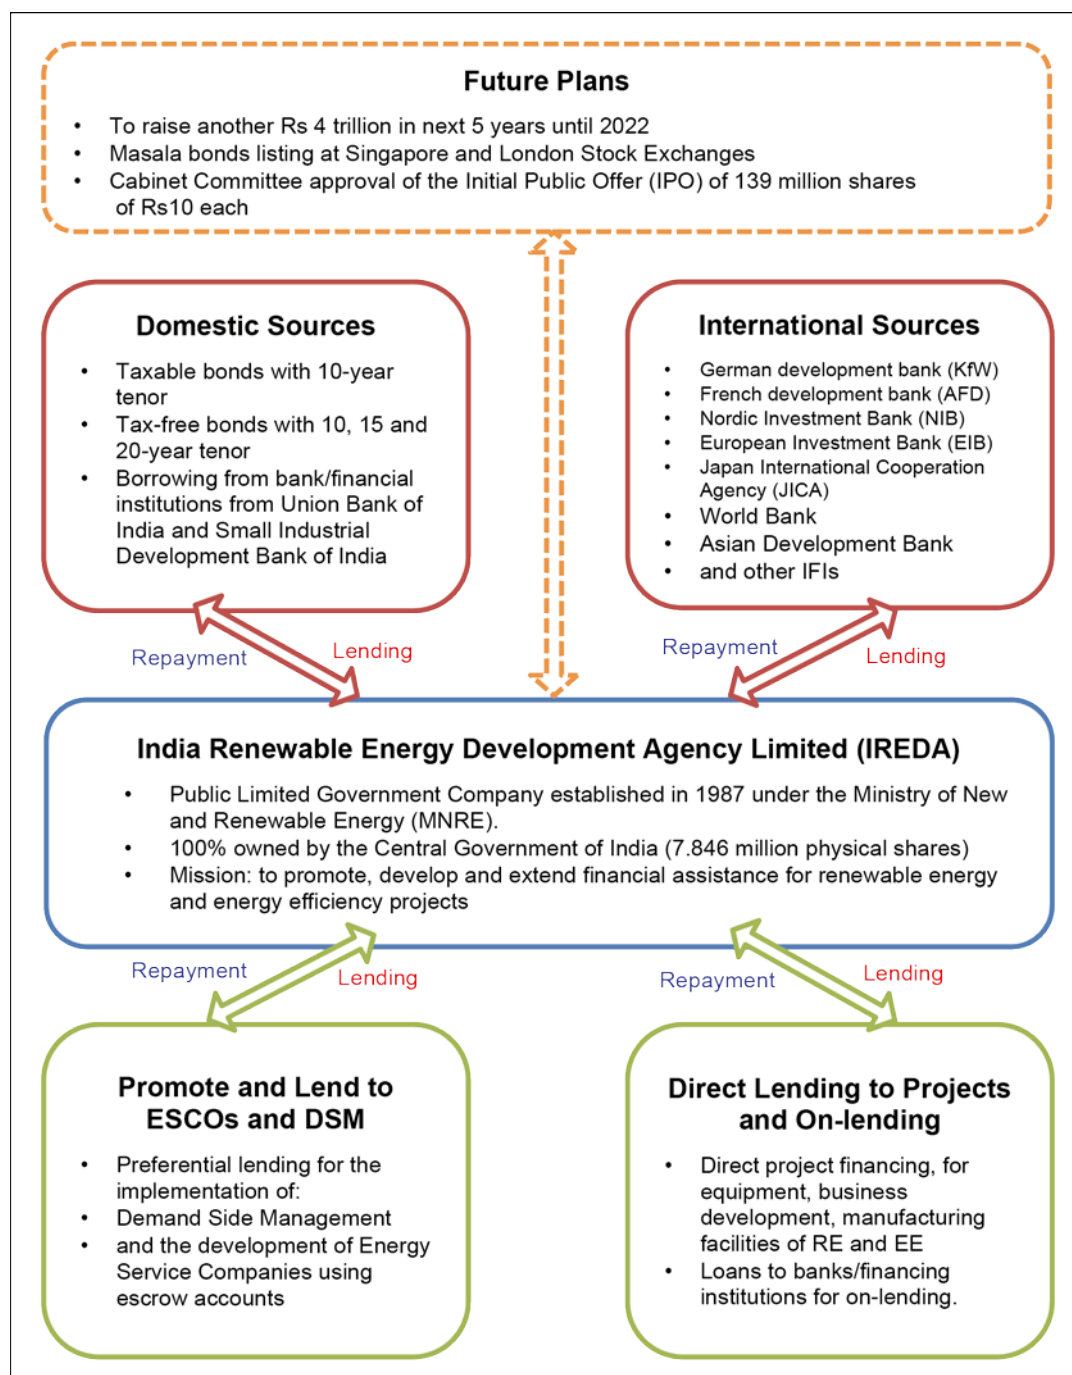 Future Plans
• To raise another Rs 4 trillion in next 5 years until 2022
• Masala bonds listing at Singapore and London Stock Exchanges
• Cabinet Committee approval of the Initial Public Offer (IPO) of 139 million shares
of Rs10 each
Domestic Sources
• Taxable bonds with 10-year
tenor
• Tax-free bonds with 10, 15 and
20-year tenor
• Borrowing from bank/financial
institutions from Union Bank of
India and Small Industrial
Development Bank of India
International Sources
• German development bank (KfW)
• French development bank (AFD)
• Nordic Investment Bank (NIB)
• European Investment Bank (EIB)
• Japan International Cooperation
Agency (JICA)
• World Bank
• Asian Development Bank
• and other IFIs
Repayment
Lending
Repayment
Lending
India Renewable Energy Development Agency Limited (IREDA)
• Public Limited Government Company established in 1987 under the Ministry of New
and Renewable Energy (MNRE).
• 100% owned by the Central Government of India (7.846 million physical shares)
• Mission: to promote, develop and extend financial assistance for renewable energy
and energy efficiency projects
Repayment
Lending
Repayment
Lending
Promote and Lend to
ESCOs and DSM
• Preferential lending for the
implementation of:
• Demand Side Management
• and the development of Energy
Service Companies using
escrow accounts
Direct Lending to Projects
and On-lending
• Direct project financing, for
equipment, business
development, manufacturing
facilities of RE and EE
• Loans to banks/financing
institutions for on-lending.